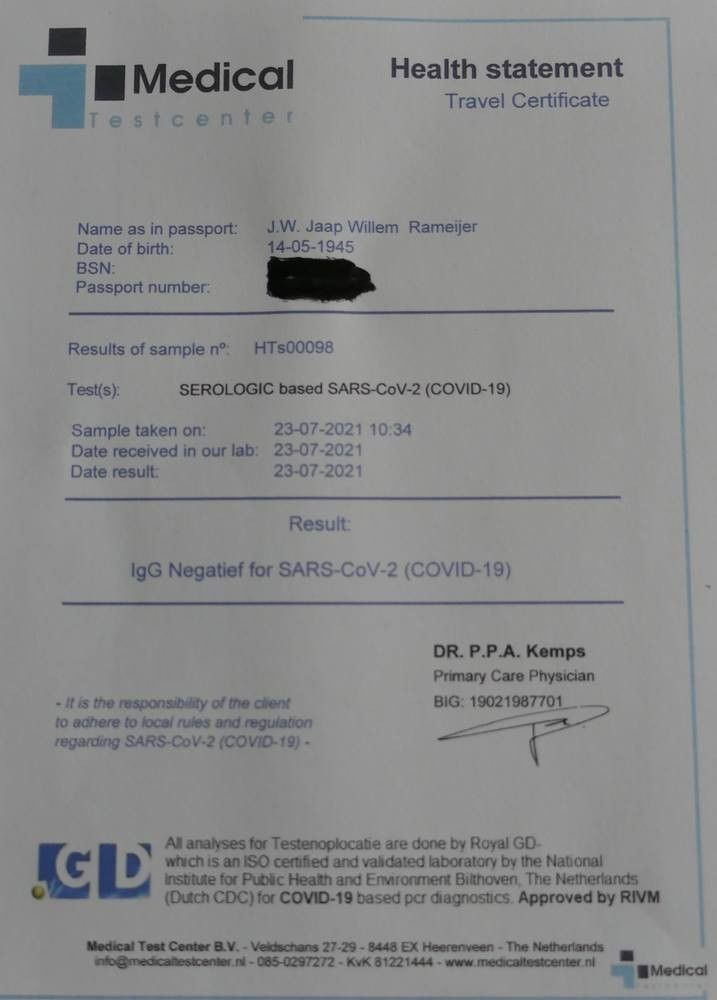 Medical
Testcenter
Health statement
Travel Certificate
Name as in passport: J.W. Jaap Willem Rameijer
Date of birth: 14-05-1945
BSN:
Passport number:
Results of sample nº: HTs00098
Test(s): SEROLOGIC based SARS-CoV-2 (COVID-19)
Sample taken on: 23-07-2021 10:34
Date received in our lab: 23-07-2021
Date result: 23-07-2021
Result:
IgG Negatief for SARS-CoV-2 (COVID-19)
DR. P.P.A. Kemps
Primary Care Physician
BIG: 19021987701
- It is the responsibility of the client
to adhere to local rules and regulation
regarding SARS-CoV-2 (COVID-19) -
GD
All analyses for Testenoplocatie are done by Royal GD-
which is an ISO certified and validated laboratory by the National
Institute for Public Health and Environment Bilthoven, The Netherlands
(Dutch CDC) for COVID-19 based pcr diagnostics. Approved by RIVM
Medical Test Center B.V. - Veldschans 27-29 - 8448 EX Heerenveen - The Netherlands
info@medicaltestcenter.nl - 085-0297272 - KvK 81221444 - www.medicaltestcenter.nl
Medical